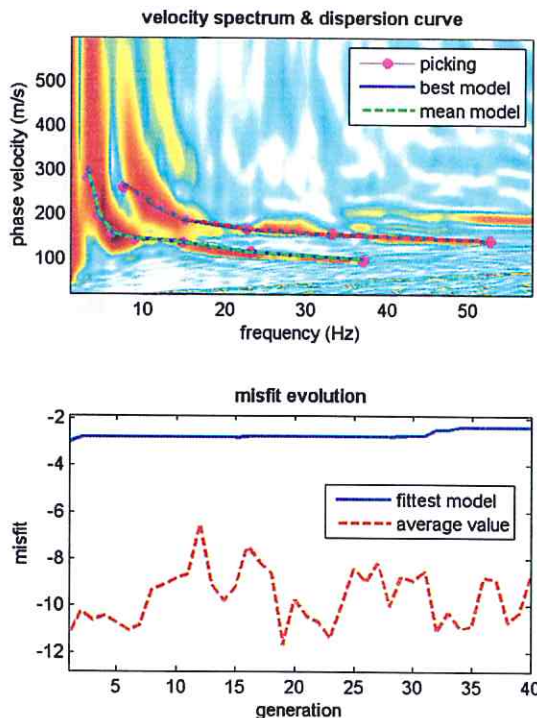 velocity spectrum & dispersion curve
phase velocity (m/s)
500
400
300
200
100
picking
best model
mean model
10
20
30
40
50
frequency (Hz)
misfit evolution
misfit
-2
-4
-6
-8
-10
-12
fittest model
average value
5
10
15
20
25
30
35
40
generation